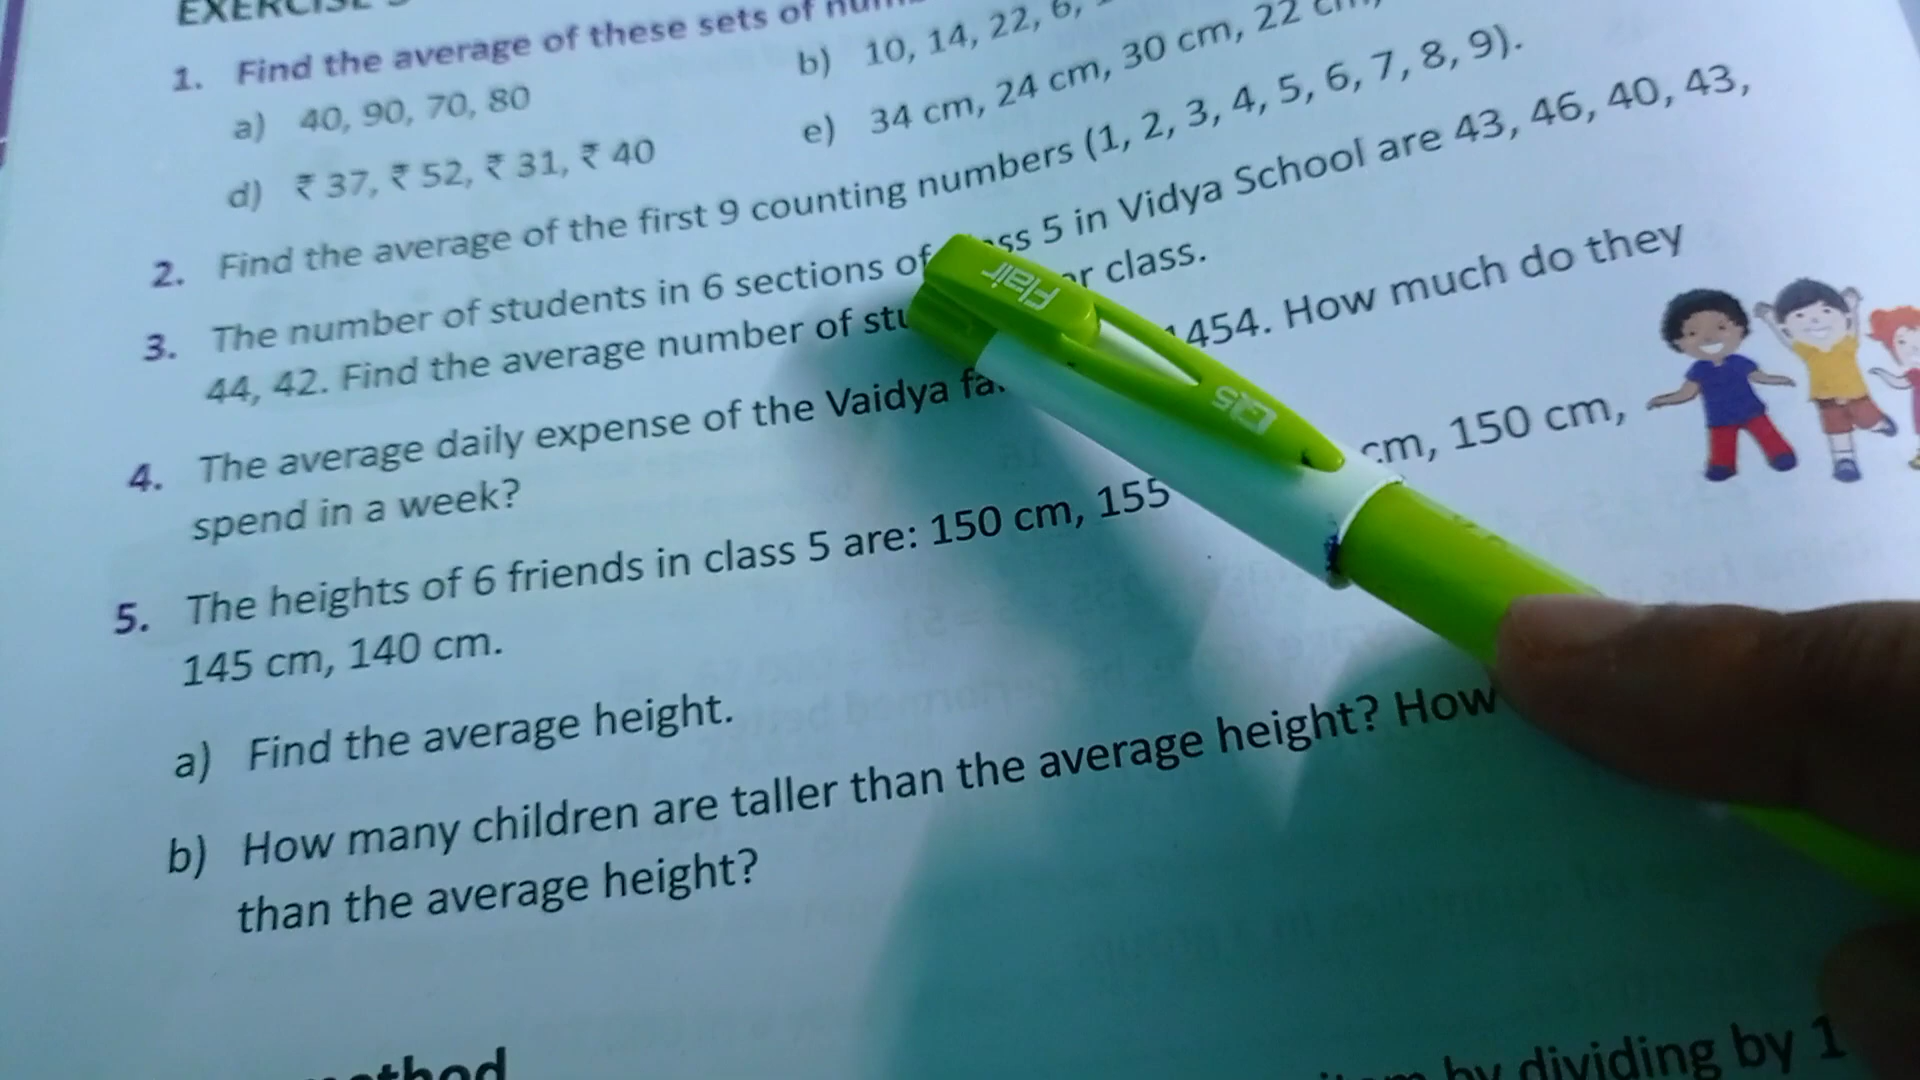 EXERCISE
1. Find the average of these sets of
a) 40, 90, 70, 80
b) 10, 14, 22, 6,
d) ₹ 37, ₹ 52, ₹ 31, ₹ 40
e) 34 cm, 24 cm, 30 cm, 22
2. Find the average of the first 9 counting numbers (1, 2, 3, 4, 5, 6, 7, 8, 9).
3. The number of students in 6 sections of 5 in Vidya School are 43, 46, 40, 43,
44, 42. Find the average number of class.
4. The average daily expense of the Vaidya 1454. How much do they
spend in a week?
5. The heights of 6 friends in class 5 are: 150 cm, 155 cm, 150 cm,
145 cm, 140 cm.
a) Find the average height.
b) How many children are taller than the average height? How
than the average height?
by dividing by 1
Flair